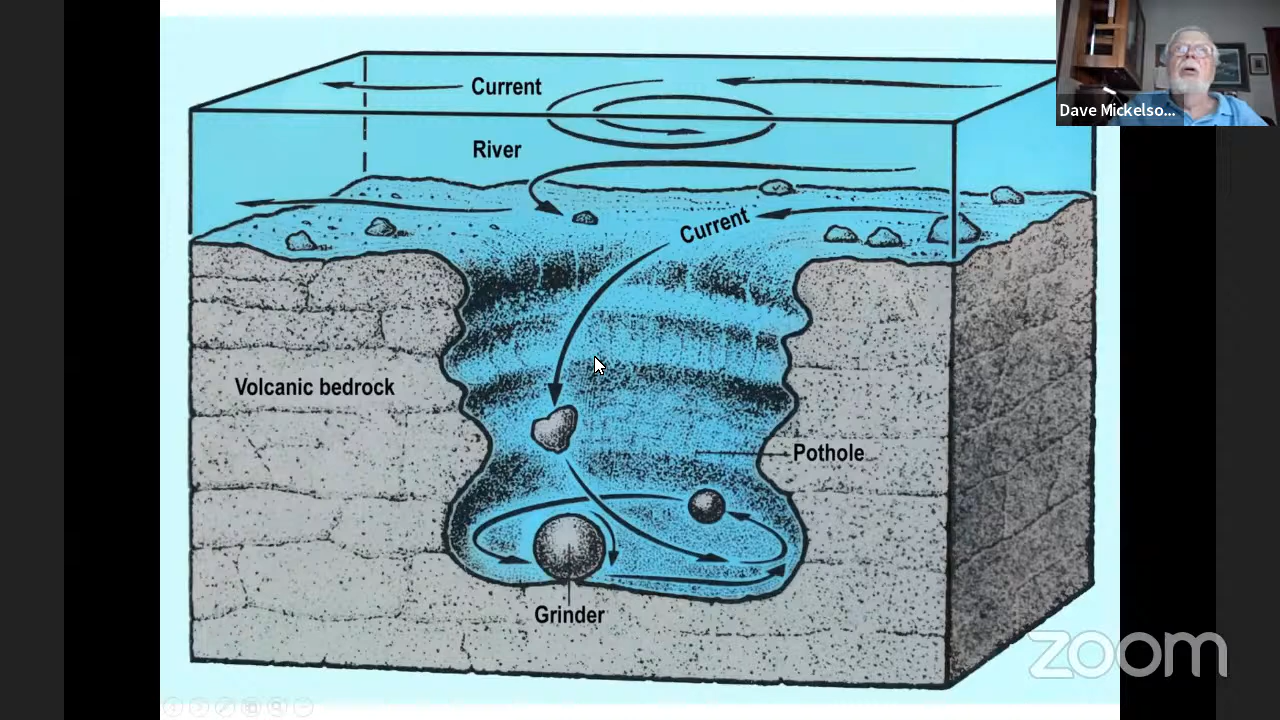 Current
River
Current
Volcanic bedrock
Pothole
Grinder
Dave Mickelso...
zoom